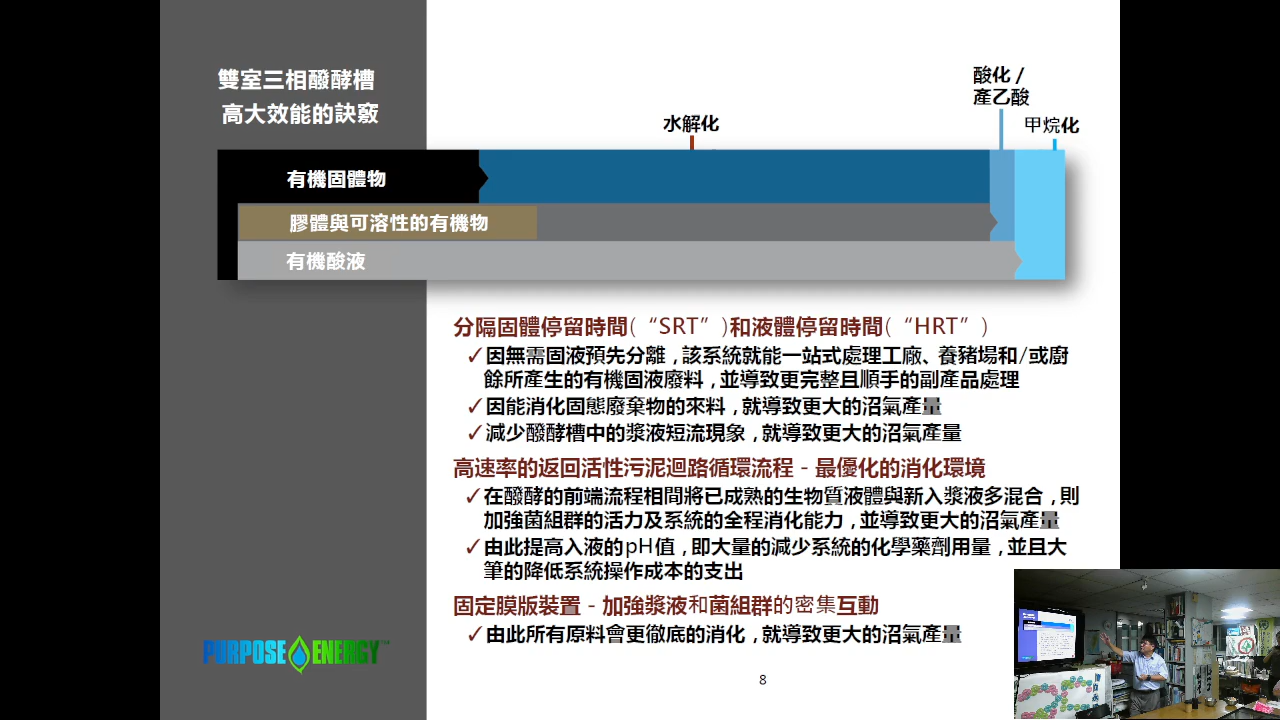 雙室三相醱酵槽
高大效能的訣竅
酸化 /
產乙酸
水解化
甲烷化
有機固體物
膠體與可溶性的有機物
有機酸液
分隔固體停留時間(“SRT”)和液體停留時間(“HRT”)
✓因無需固液預先分離，該系統就能一站式處理工廠、養豬場和/或廚
餘所產生的有機固液廢料，並導致更完整且順手的副產品處理
✓因能消化固態廢棄物的來料，就導致更大的沼氣產量
✓減少醱酵槽中的漿液短流現象，就導致更大的沼氣產量
高速率的返回活性污泥迴路循環流程 - 最優化的消化環境
✓在醱酵的前端流程相間將已成熟的生物質液體與新入漿液多混合，則
加強菌組群的活力及系統的全程消化能力，並導致更大的沼氣產量
✓由此提高入液的pH值，即大量的減少系統的化學藥劑用量，並且大
筆的降低系統操作成本的支出
固定膜版裝置 - 加強漿液和菌組群的密集互動
✓由此所有原料會更徹底的消化，就導致更大的沼氣產量
PURPOSE ENERGY™
8